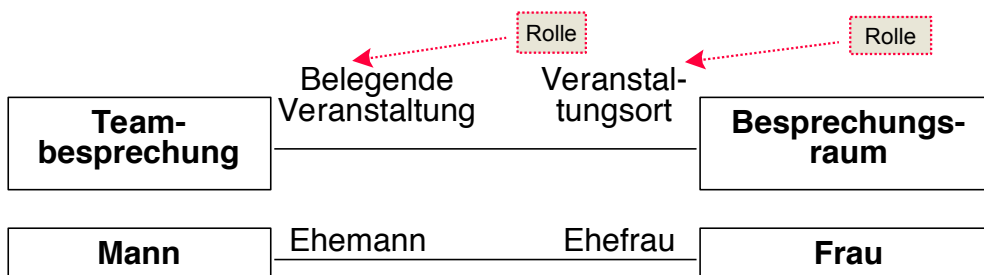 Rolle
Rolle
Belegende
Veranstaltung
Veranstal-
tungsort
Team-
besprechung
Besprechungs-
raum
Mann
Ehemann
Ehefrau
Frau